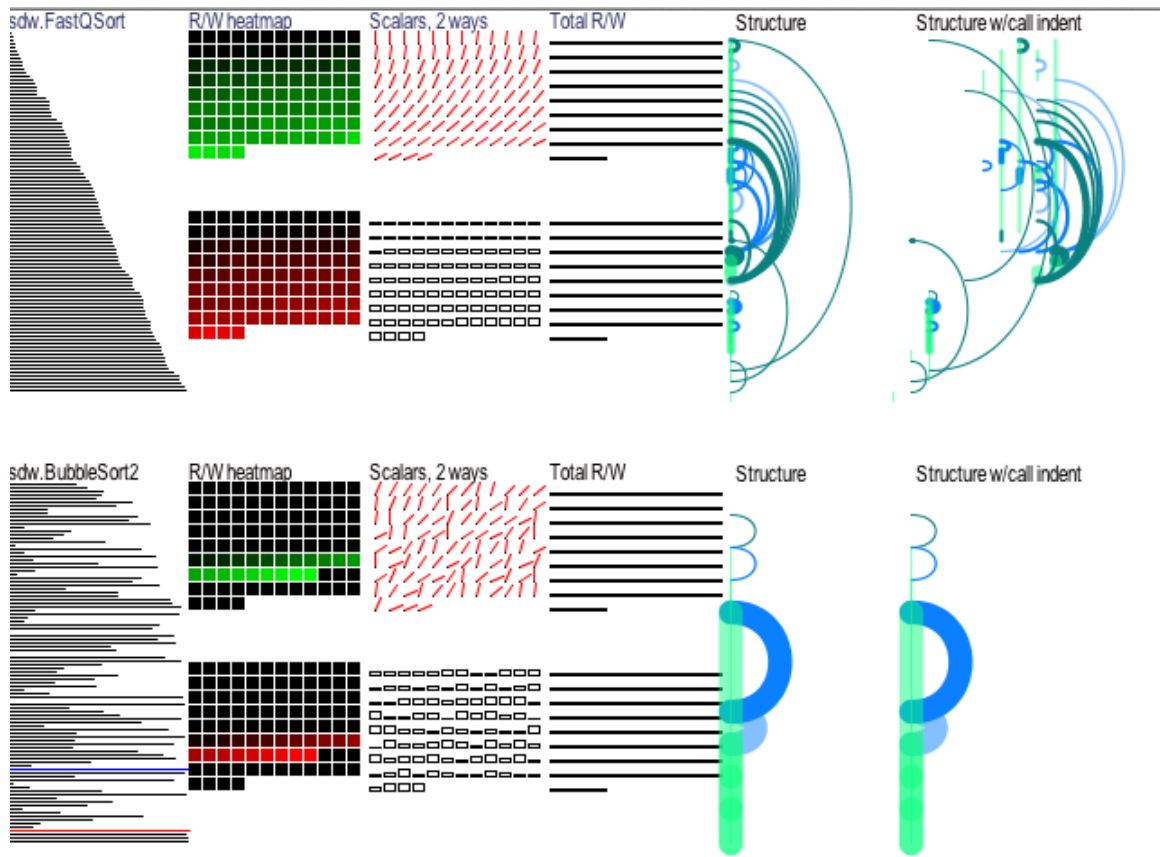 sdw.FastQSort R/W heatmap Scalars, 2 ways Total R/W Structure Structure w/call indent
sdw.BubbleSort2 R/W heatmap Scalars, 2 ways Total R/W Structure Structure w/call indent